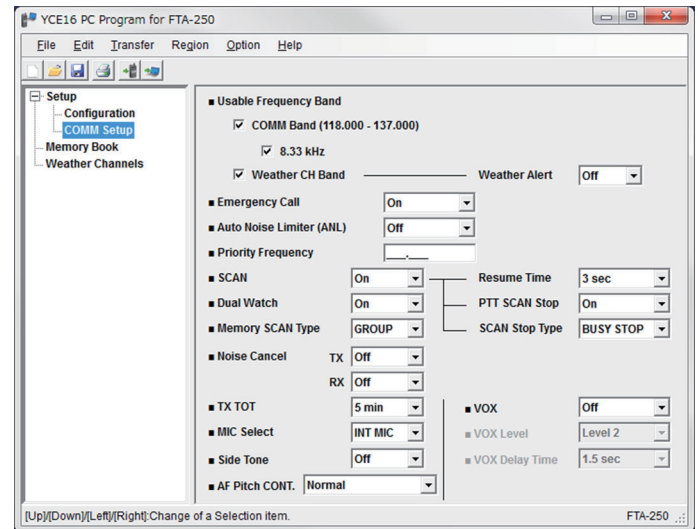 YCE16 PC Program for FTA-250
File Edit Transfer Region Option Help
Setup
Configuration
COMM Setup
Memory Book
Weather Channels
■ Usable Frequency Band
COMM Band (118.000 - 137.000)
8.33 kHz
Weather CH Band Weather Alert Off
■ Emergency Call On
■ Auto Noise Limiter (ANL) Off
■ Priority Frequency ___.___
■ SCAN On Resume Time 3 sec
■ Dual Watch On PTT SCAN Stop On
■ Memory SCAN Type GROUP SCAN Stop Type BUSY STOP
■ Noise Cancel TX Off
RX Off
■ TX TOT 5 min ■ VOX Off
■ MIC Select INT MIC ■ VOX Level Level 2
■ Side Tone Off ■ VOX Delay Time 1.5 sec
■ AF Pitch CONT. Normal
[Up]/[Down]/[Left]/[Right]:Change of a Selection item. FTA-250